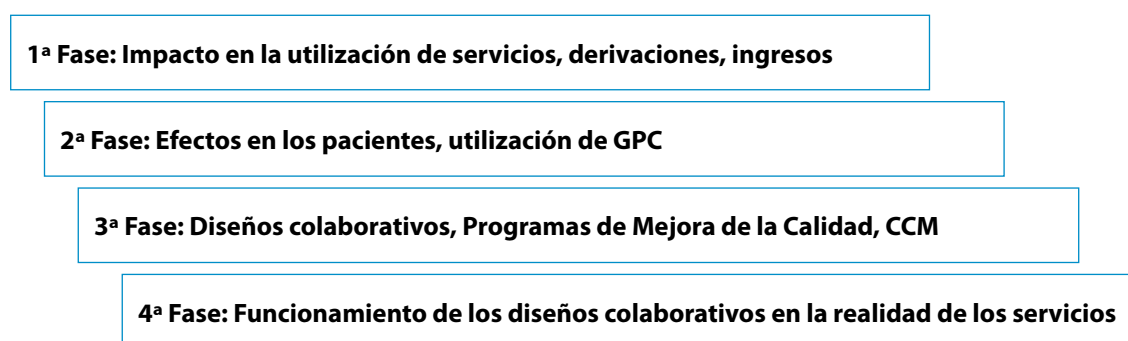 1ª Fase: Impacto en la utilización de servicios, derivaciones, ingresos
2ª Fase: Efectos en los pacientes, utilización de GPC
3ª Fase: Diseños colaborativos, Programas de Mejora de la Calidad, CCM
4ª Fase: Funcionamiento de los diseños colaborativos en la realidad de los servicios